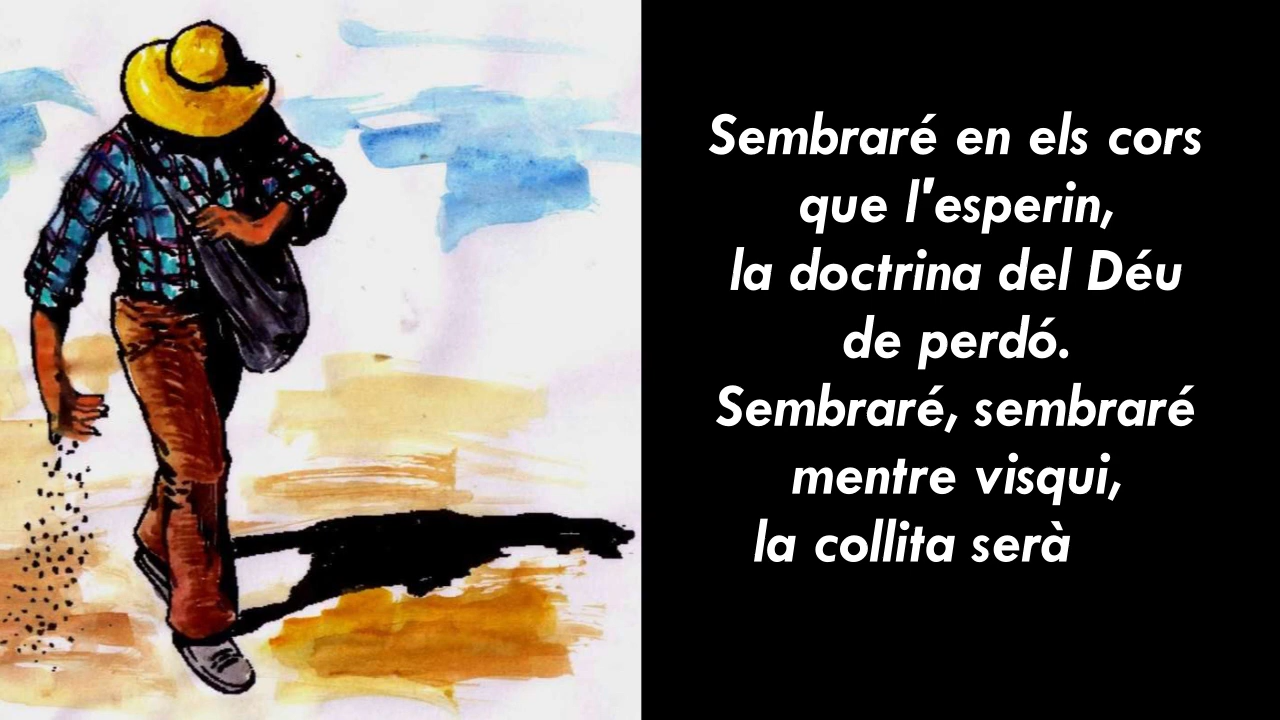 Sembraré en els cors
que l'esperin,
la doctrina del Déu
de perdó.
Sembraré, sembraré
mentre visqui,
la collita serà